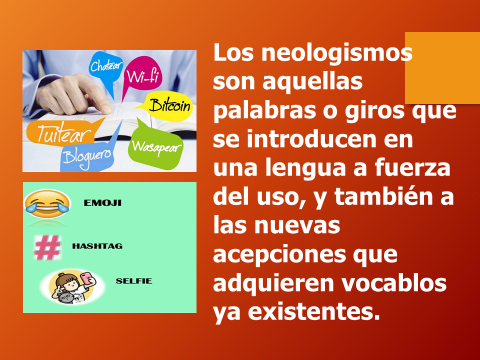 Los neologismos
son aquellas
palabras o giros que
se introducen en
una lengua a fuerza
del uso, y también a
las nuevas
acepciones que
adquieren vocablos
ya existentes.
Chatear
Wi-fi
Bitcoin
Tuitear
Bloguero
Wasapear
EMOJI
#
HASHTAG
SELFIE